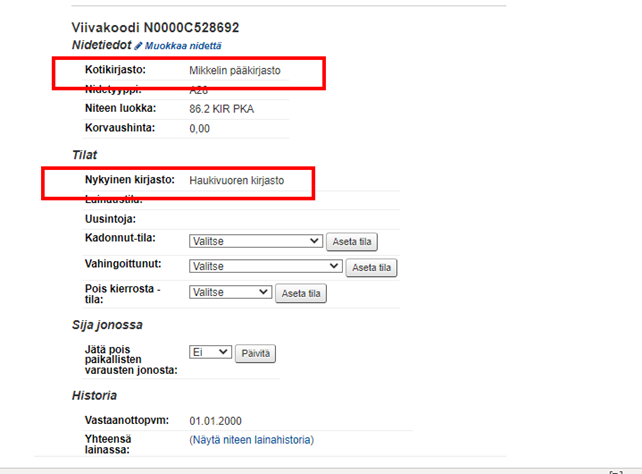 Viivakoodi N0000C528692
Nidetiedot Muokkaa nidettä
Kotikirjasto: Mikkelin pääkirjasto
Nidetyyppi: A28
Niteen luokka: 86.2 KIR PKA
Korvaushinta: 0,00
Tilat
Nykyinen kirjasto: Haukivuoren kirjasto
Lainaustila:
Uusintoja:
Kadonnut-tila: Valitse Aseta tila
Vahingoittunut: Valitse Aseta tila
Pois kierrosta - Valitse Aseta tila
tila:
Sija jonossa
Jätä pois Ei Päivitä
paikallisten
varausten jonosta:
Historia
Vastaanottopvm: 01.01.2000
Yhteensä (Näytä niteen lainahistoria)
lainassa: